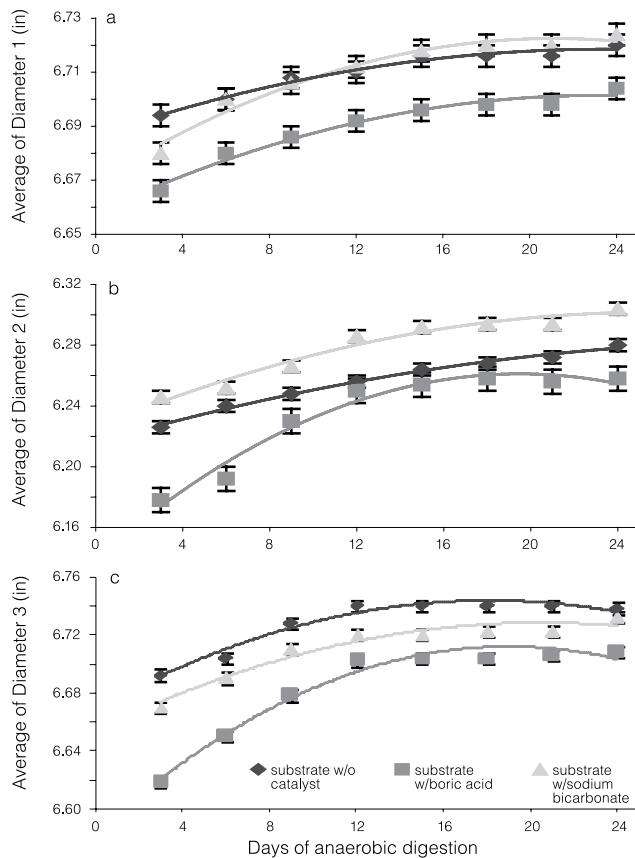 Average of Diameter 1 (in)
a
6.73
6.71
6.69
6.67
6.65
0 4 8 12 16 20 24
Average of Diameter 2 (in)
b
6.32
6.28
6.24
6.20
6.16
0 4 8 12 16 20 24
Average of Diameter 3 (in)
c
6.76
6.72
6.68
6.64
6.60
substrate w/o
catalyst
substrate
w/boric acid
substrate
w/sodium
bicarbonate
0 4 8 12 16 20 24
Days of anaerobic digestion